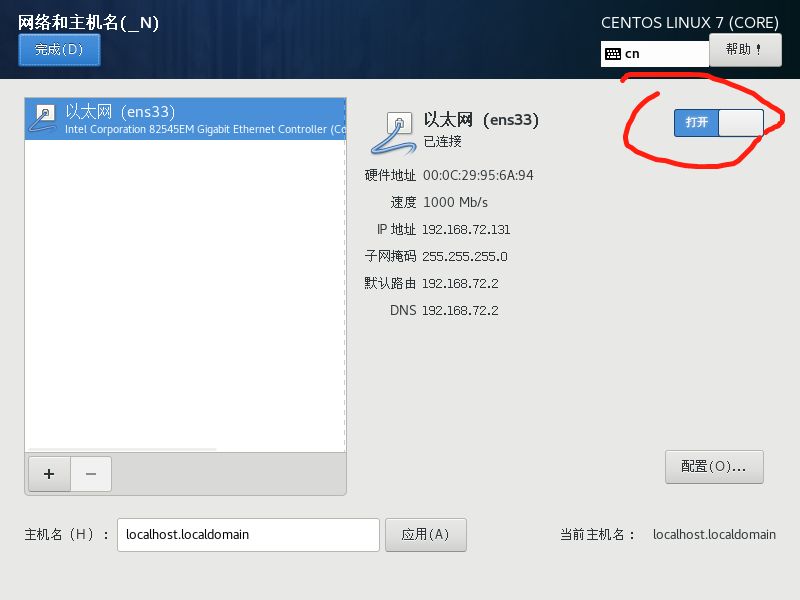 网络和主机名(_N)
CENTOS LINUX 7 (CORE)
完成(D)
cn
帮助！
以太网（ens33）
Intel Corporation 82545EM Gigabit Ethernet Controller (Co
以太网（ens33）
已连接
打开
硬件地址 00:0C:29:95:6A:94
速度 1000 Mb/s
IP 地址 192.168.72.131
子网掩码 255.255.255.0
默认路由 192.168.72.2
DNS 192.168.72.2
+ −
配置(O)...
主机名（H）： localhost.localdomain 应用(A) 当前主机名： localhost.localdomain